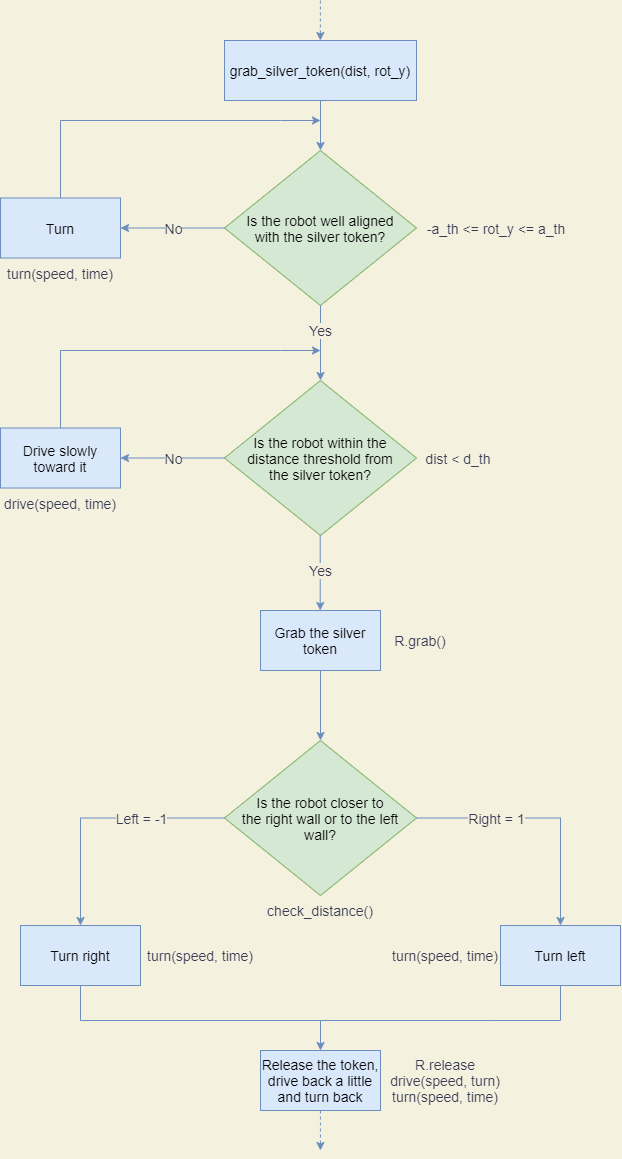 grab_silver_token(dist, rot_y)
Is the robot well aligned
with the silver token?
-a_th <= rot_y <= a_th
No
Turn
turn(speed, time)
Yes
Is the robot within the
distance threshold from
the silver token?
dist < d_th
No
Drive slowly
toward it
drive(speed, time)
Yes
Grab the silver
token
R.grab()
Is the robot closer to
the right wall or to the left
wall?
Left = -1
Right = 1
check_distance()
Turn right
turn(speed, time)
turn(speed, time)
Turn left
Release the token,
drive back a little
and turn back
R.release
drive(speed, turn)
turn(speed, time)